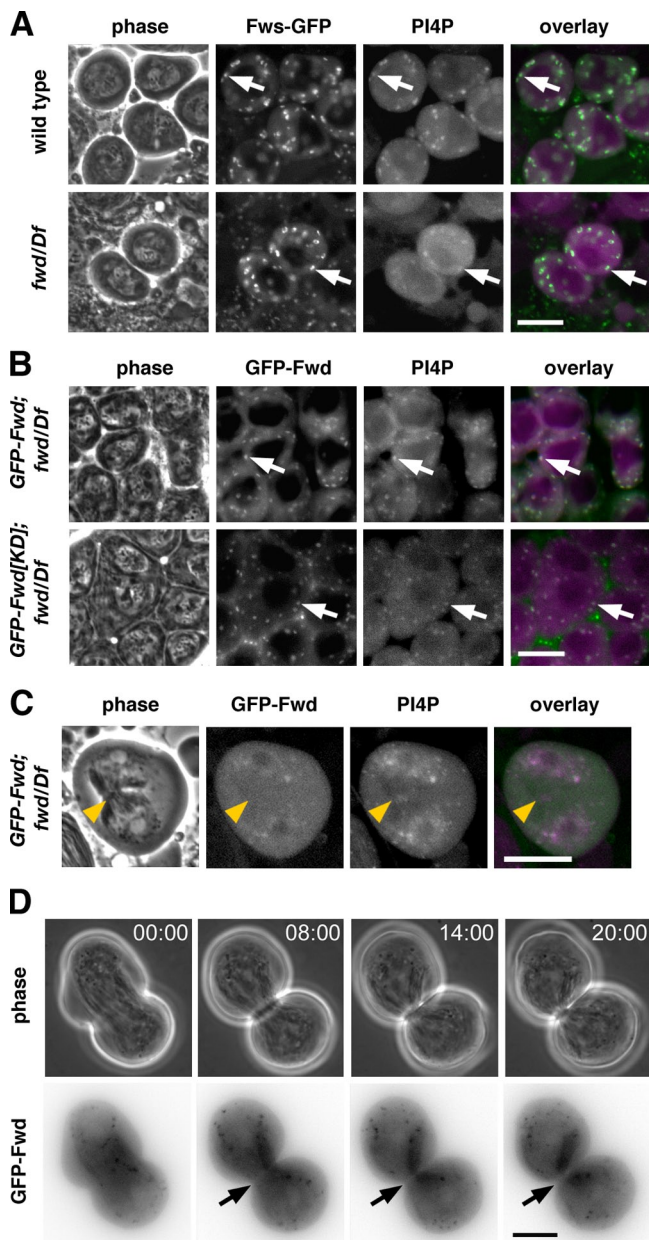 A
phase Fws-GFP PI4P overlay
wild type
fwd/Df
B
phase GFP-Fwd PI4P overlay
GFP-Fwd;
fwd/Df
GFP-Fwd[KD];
fwd/Df
C
phase GFP-Fwd PI4P overlay
GFP-Fwd;
fwd/Df
D
phase
00:00 08:00 14:00 20:00
GFP-Fwd